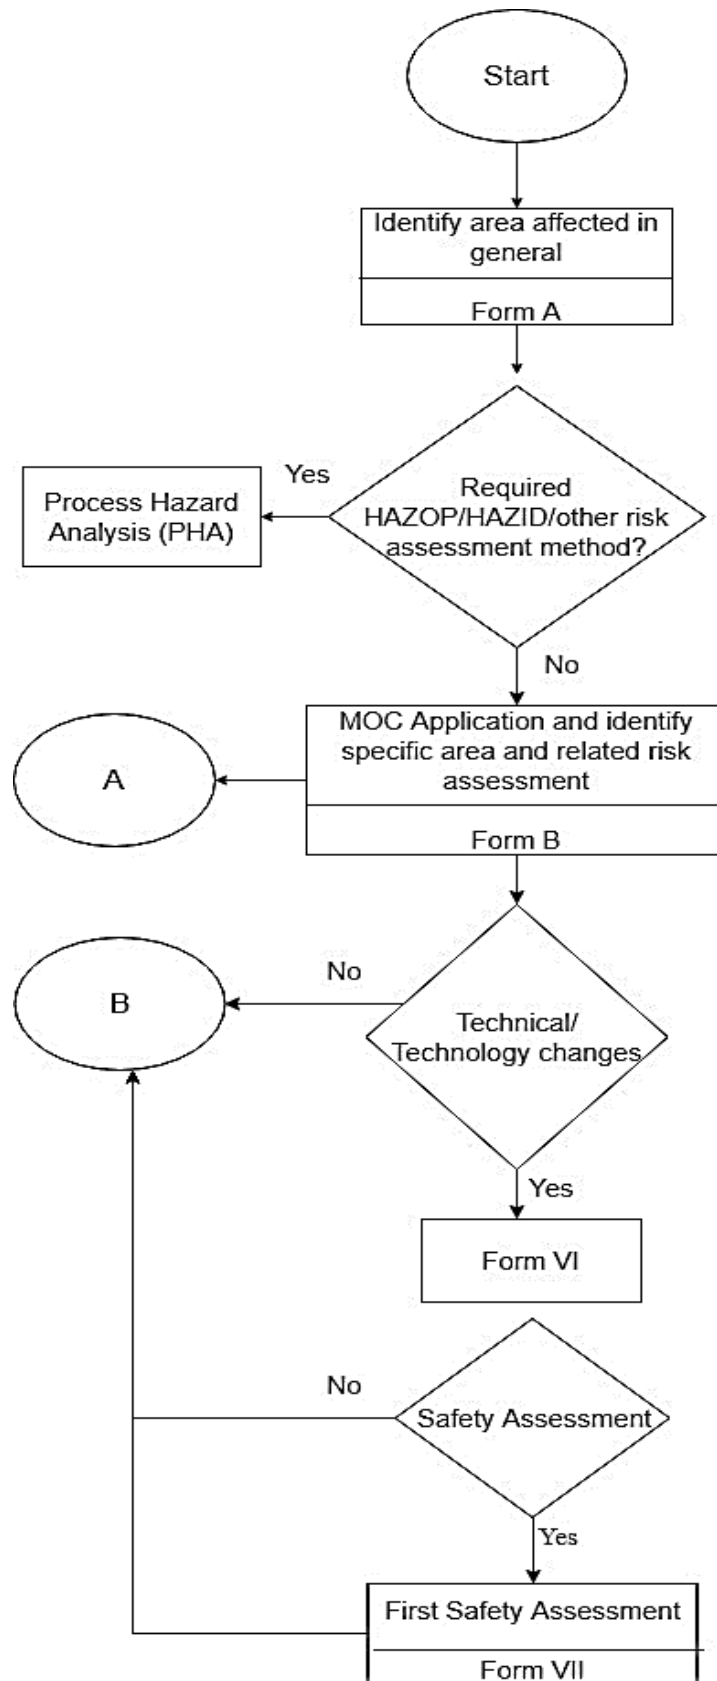 Start
Identify area affected in
general
Form A
Yes
Process Hazard
Analysis (PHA)
Required
HAZOP/HAZID/other risk
assessment method?
No
MOC Application and identify
specific area and related risk
assessment
Form B
A
No
B
Technical/
Technology changes
Yes
Form VI
No
Safety Assessment
Yes
First Safety Assessment
Form VII